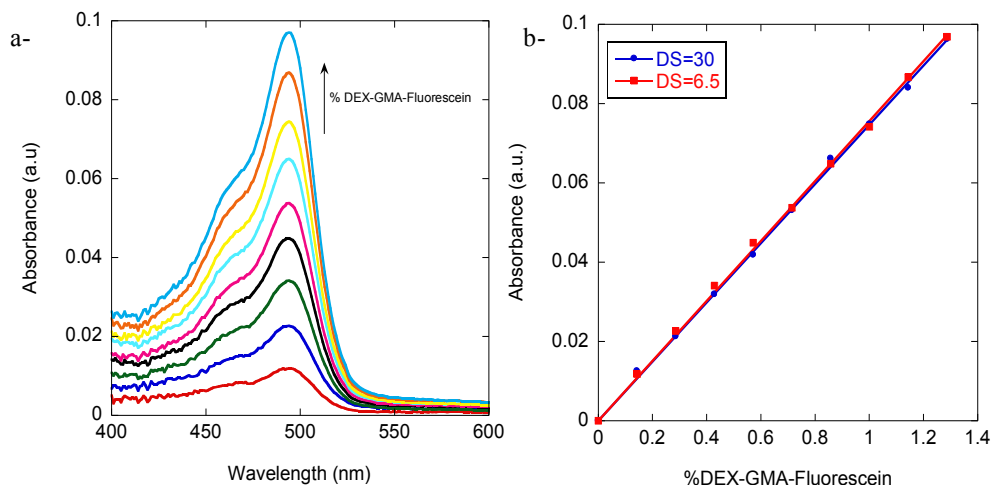 a-
0.1
0.08
0.06
0.04
0.02
0
Absorbance (a.u)
% DEX-GMA-Fluorescein
400
450
500
550
600
Wavelength (nm)
b-
0.1
0.08
0.06
0.04
0.02
0
Absorbance (a.u.)
DS=30
DS=6.5
0
0.2
0.4
0.6
0.8
1
1.2
1.4
%DEX-GMA-Fluorescein